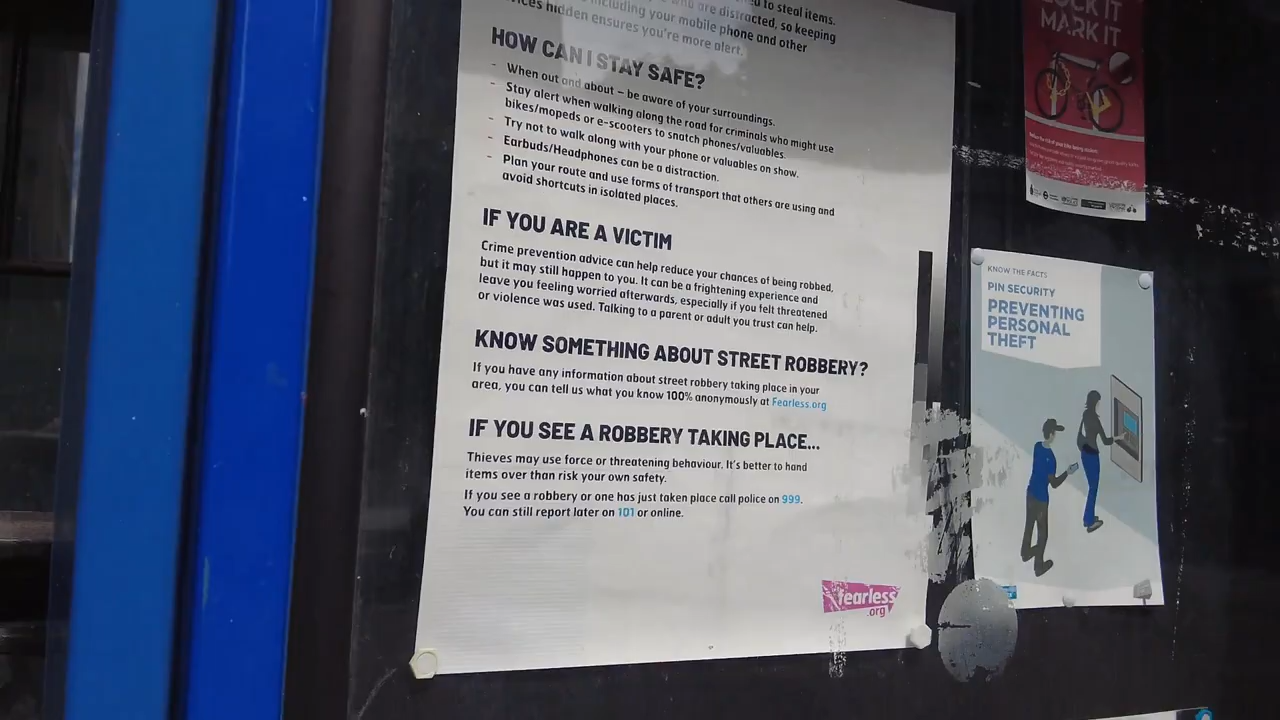 to steal items.
who are distracted, so keeping
including your mobile phone and other
hidden ensures you're more alert.
HOW CAN I STAY SAFE?
- When out and about – be aware of your surroundings.
- Stay alert when walking along the road for criminals who might use
bikes/mopeds or e-scooters to snatch phones/valuables.
- Try not to walk along with your phone or valuables on show.
- Earbuds/Headphones can be a distraction.
- Plan your route and use forms of transport that others are using and
avoid shortcuts in isolated places.
IF YOU ARE A VICTIM
Crime prevention advice can help reduce your chances of being robbed,
but it may still happen to you. It can be a frightening experience and
leave you feeling worried afterwards, especially if you felt threatened
or violence was used. Talking to a parent or adult you trust can help.
KNOW SOMETHING ABOUT STREET ROBBERY?
If you have any information about street robbery taking place in your
area, you can tell us what you know 100% anonymously at Fearless.org
IF YOU SEE A ROBBERY TAKING PLACE...
Thieves may use force or threatening behaviour. It's better to hand
items over than risk your own safety.
If you see a robbery or one has just taken place call police on 999.
You can still report later on 101 or online.
fearless
.org
LOCK IT
MARK IT
KNOW THE FACTS
PIN SECURITY
PREVENTING
PERSONAL
THEFT